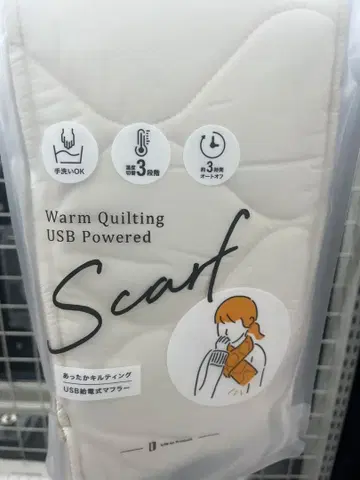 手洗いOK
温度
切替
3段階
約3時間
オートオフ
Warm Quilting
USB Powered
Scarf
あったかキルティング
USB給電式マフラー